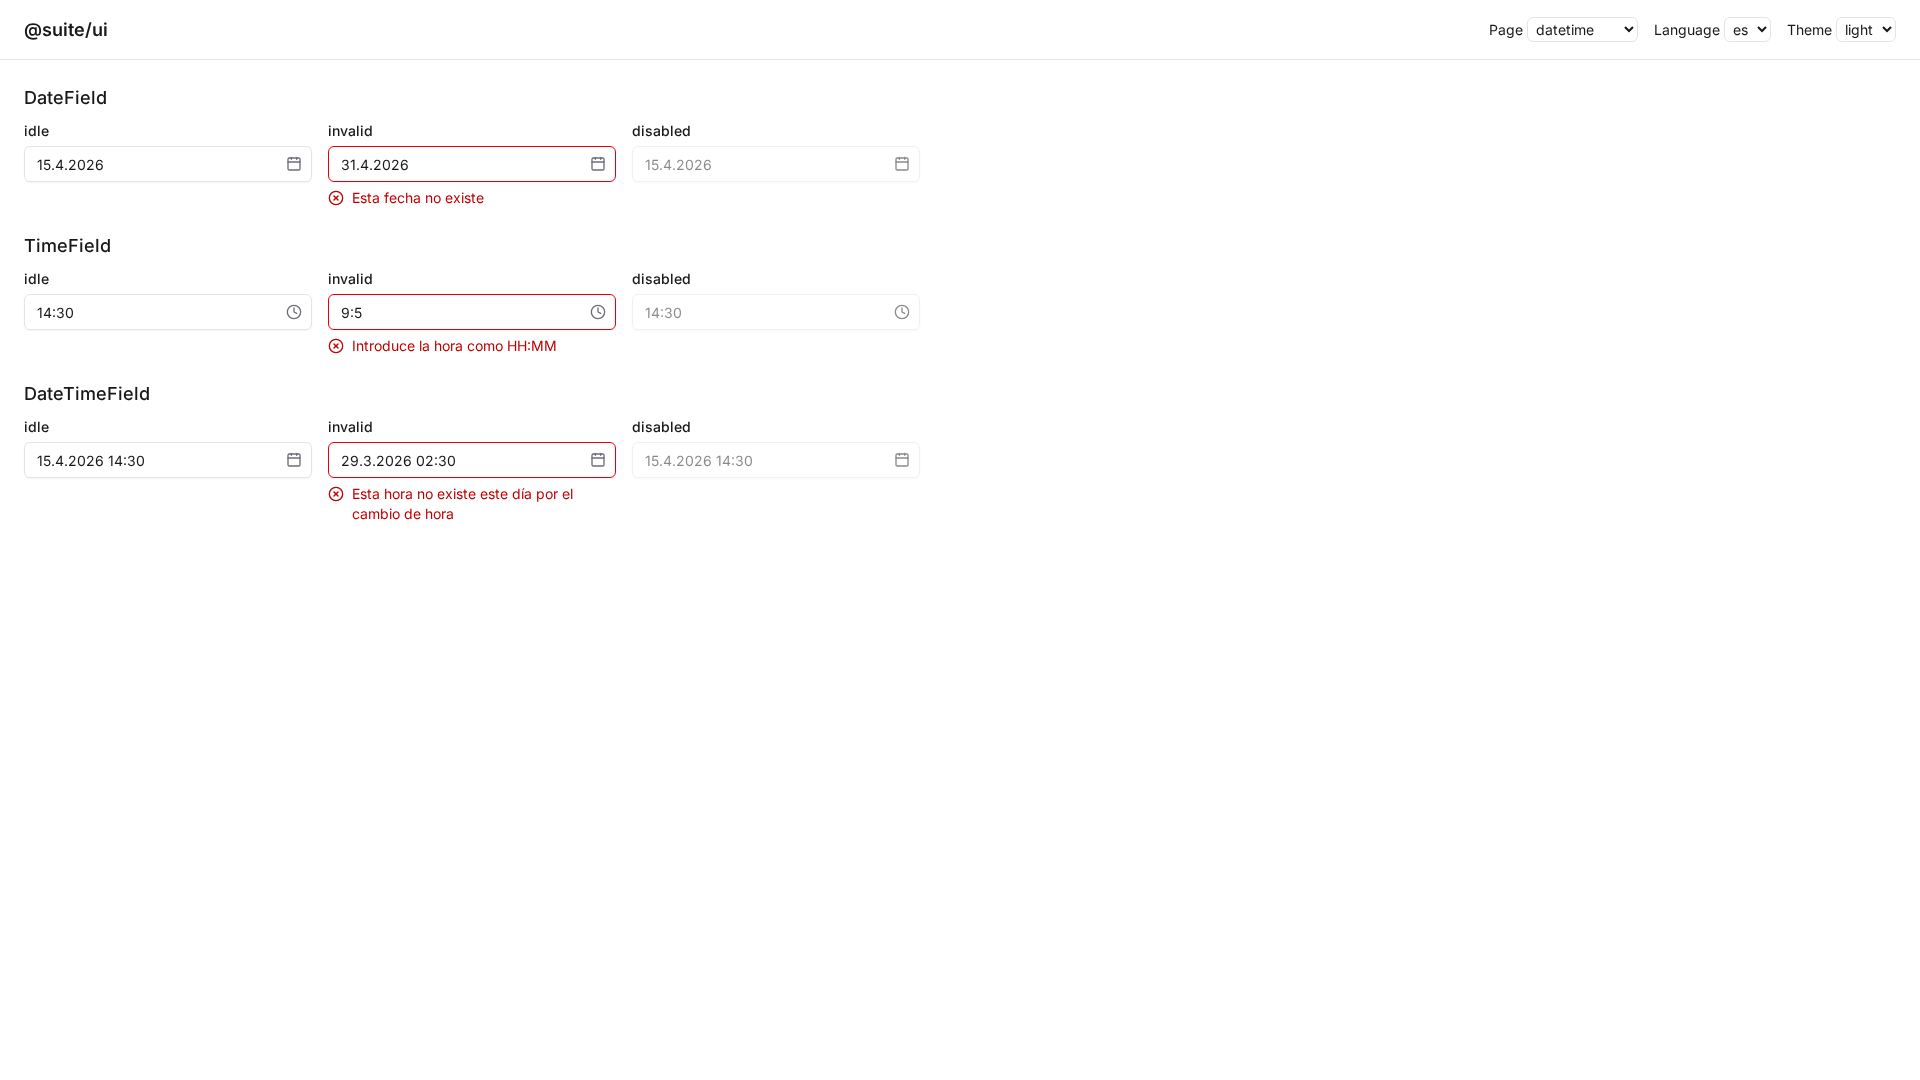 @suite/ui
Page datetime Language es Theme light
DateField
idle invalid disabled
15.4.2026 31.4.2026 15.4.2026
Esta fecha no existe
TimeField
idle invalid disabled
14:30 9:5 14:30
Introduce la hora como HH:MM
DateTimeField
idle invalid disabled
15.4.2026 14:30 29.3.2026 02:30 15.4.2026 14:30
Esta hora no existe este día por el
cambio de hora